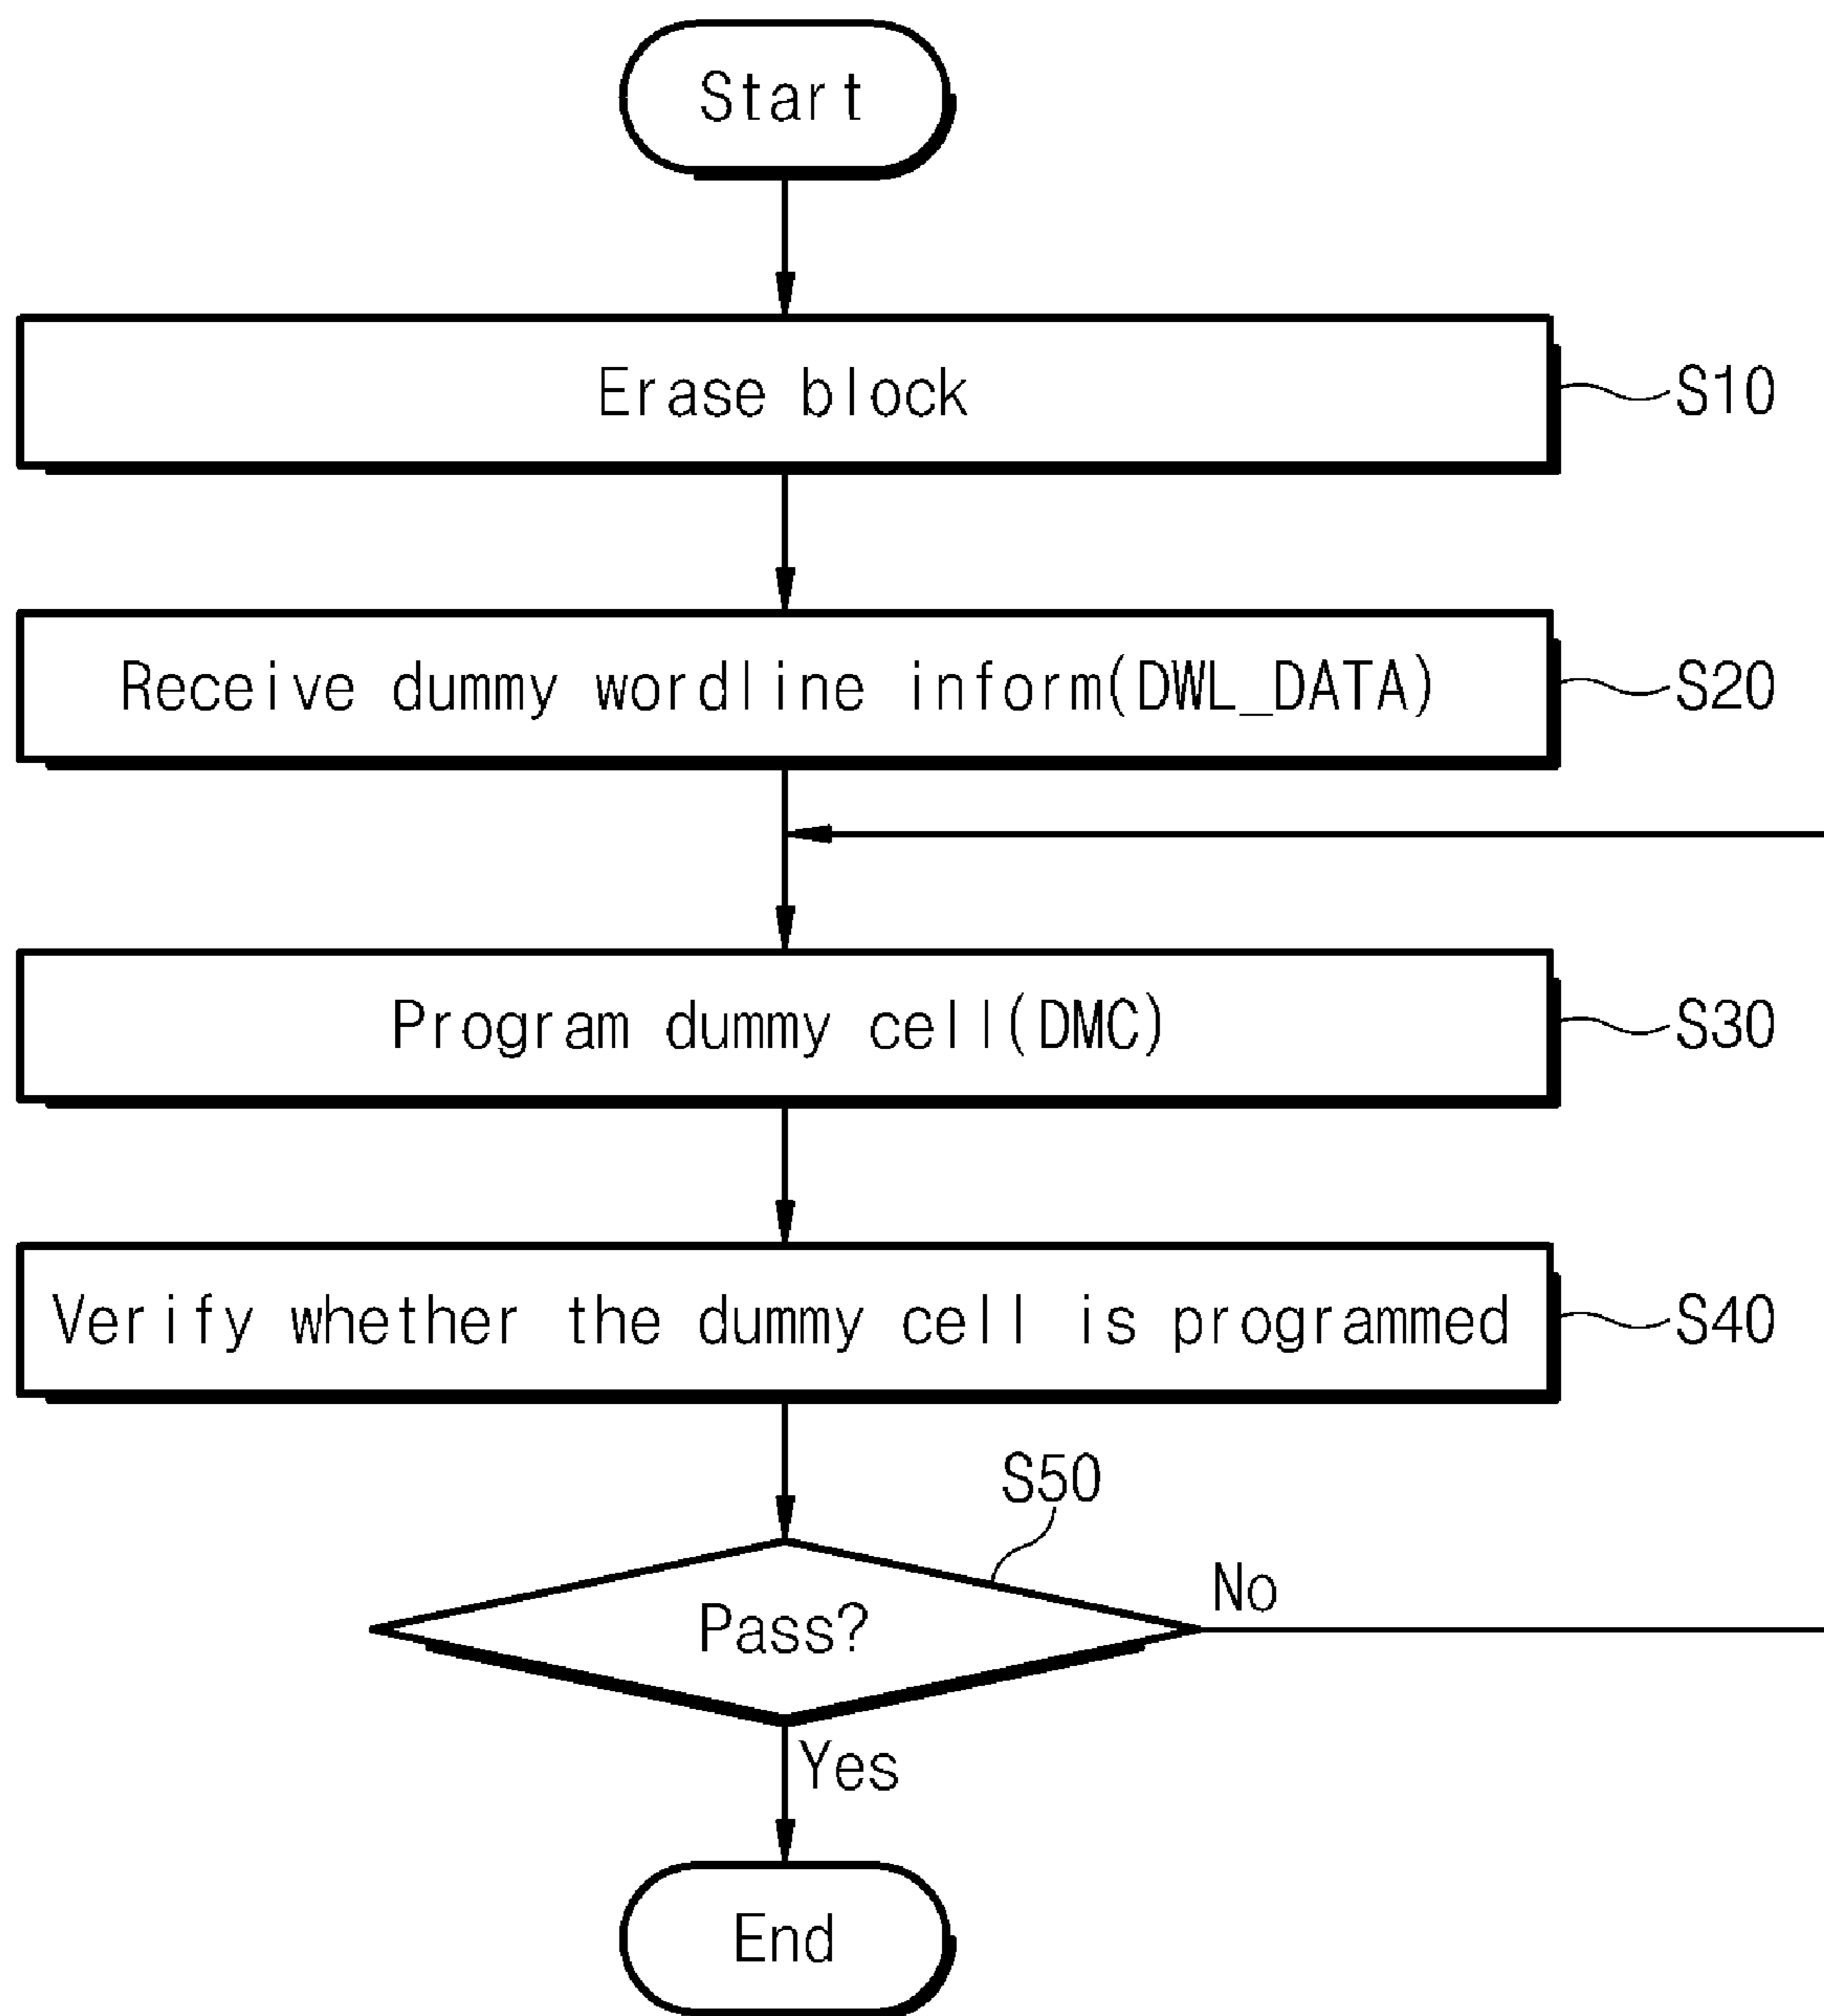 Start
Erase block
S10
Receive dummy wordline inform(DWL_DATA)
S20
Program dummy cell(DMC)
S30
Verify whether the dummy cell is programmed
S40
S50
Pass?
No
Yes
End